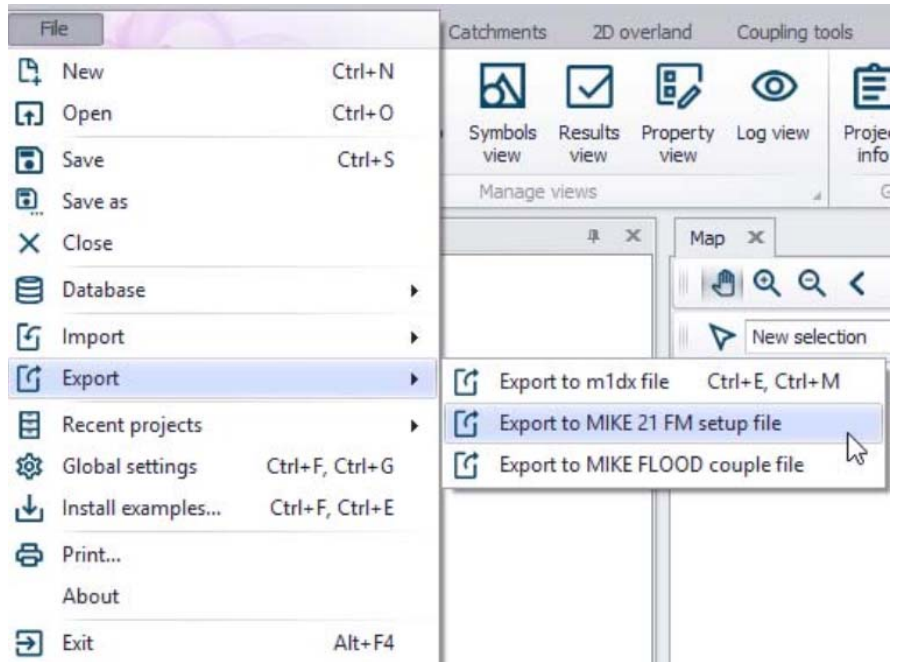 File
Catchments 2D overland Coupling tools
New Ctrl+N
Open Ctrl+O
Save Ctrl+S
Save as
Close
Database
Import
Export
Recent projects
Global settings Ctrl+F, Ctrl+G
Install examples... Ctrl+F, Ctrl+E
Print...
About
Exit Alt+F4
Symbols view
Results view
Property view
Log view
info
Manage views
Map
New selection
Export to m1dx file Ctrl+E, Ctrl+M
Export to MIKE 21 FM setup file
Export to MIKE FLOOD couple file